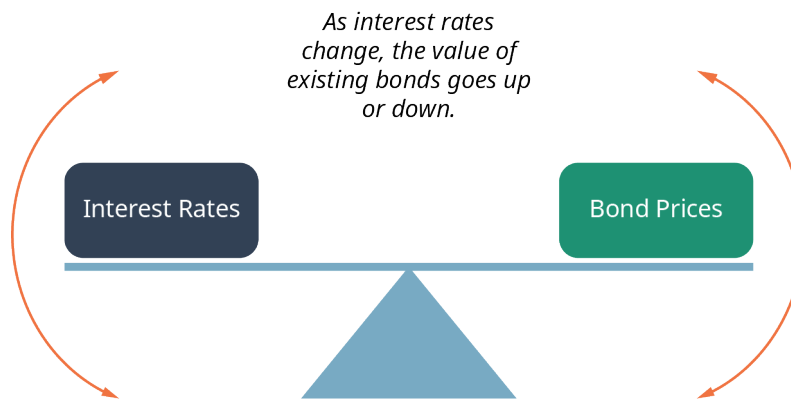 As interest rates
change, the value of
existing bonds goes up
or down.
Interest Rates
Bond Prices